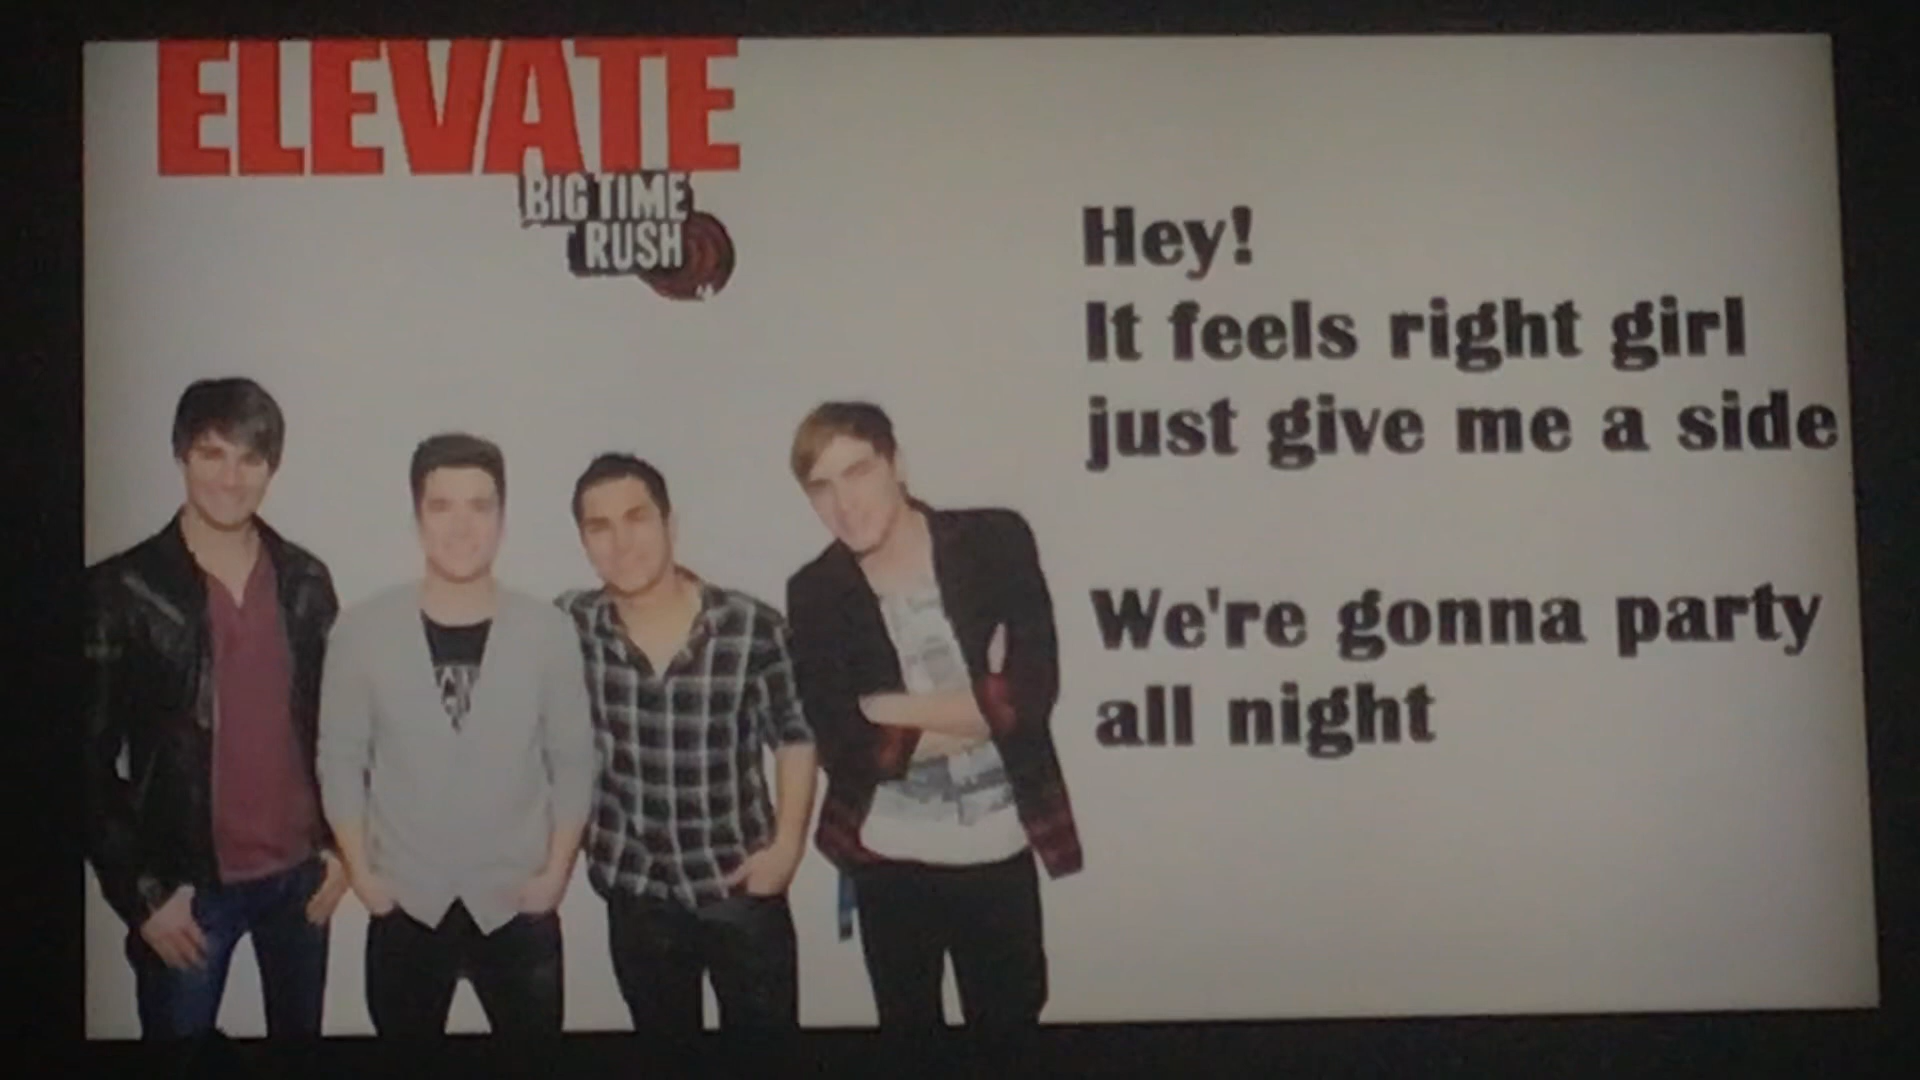 ELEVATE
BIG TIME
RUSH
Hey!
It feels right girl
just give me a side
We're gonna party
all night